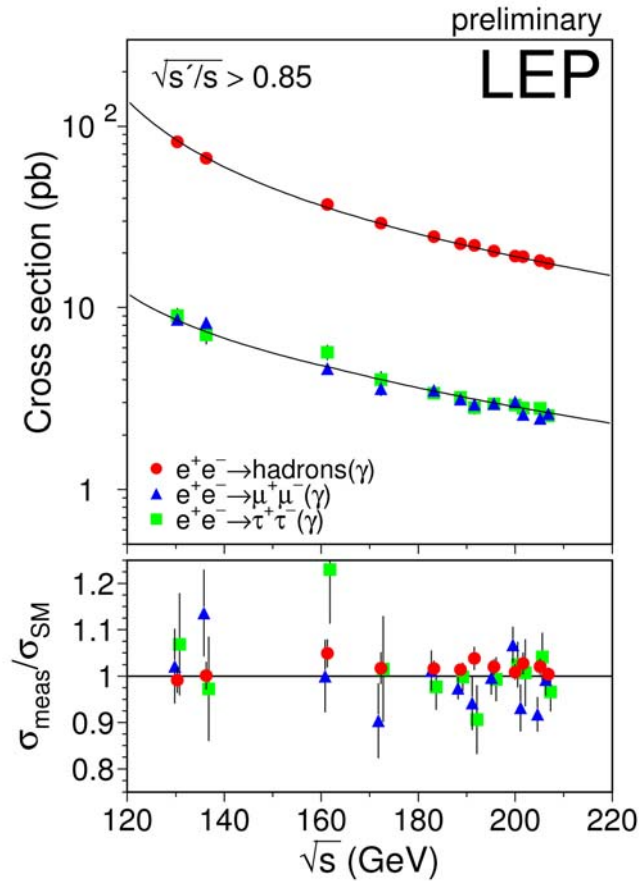 preliminary
√s´/s > 0.85
LEP
Cross section (pb)
10²
10
1
e⁺e⁻→hadrons(γ)
e⁺e⁻→μ⁺μ⁻(γ)
e⁺e⁻→τ⁺τ⁻(γ)
σmeas/σSM
1.2
1.1
1
0.9
0.8
120 140 160 180 200 220
√s (GeV)